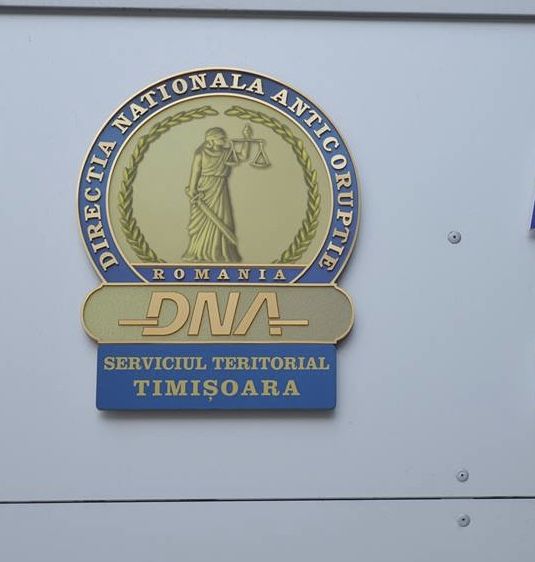 DIRECTIA NATIONALA ANTICORUPTIE
ROMANIA
DNA
SERVICIUL TERITORIAL
TIMIȘOARA